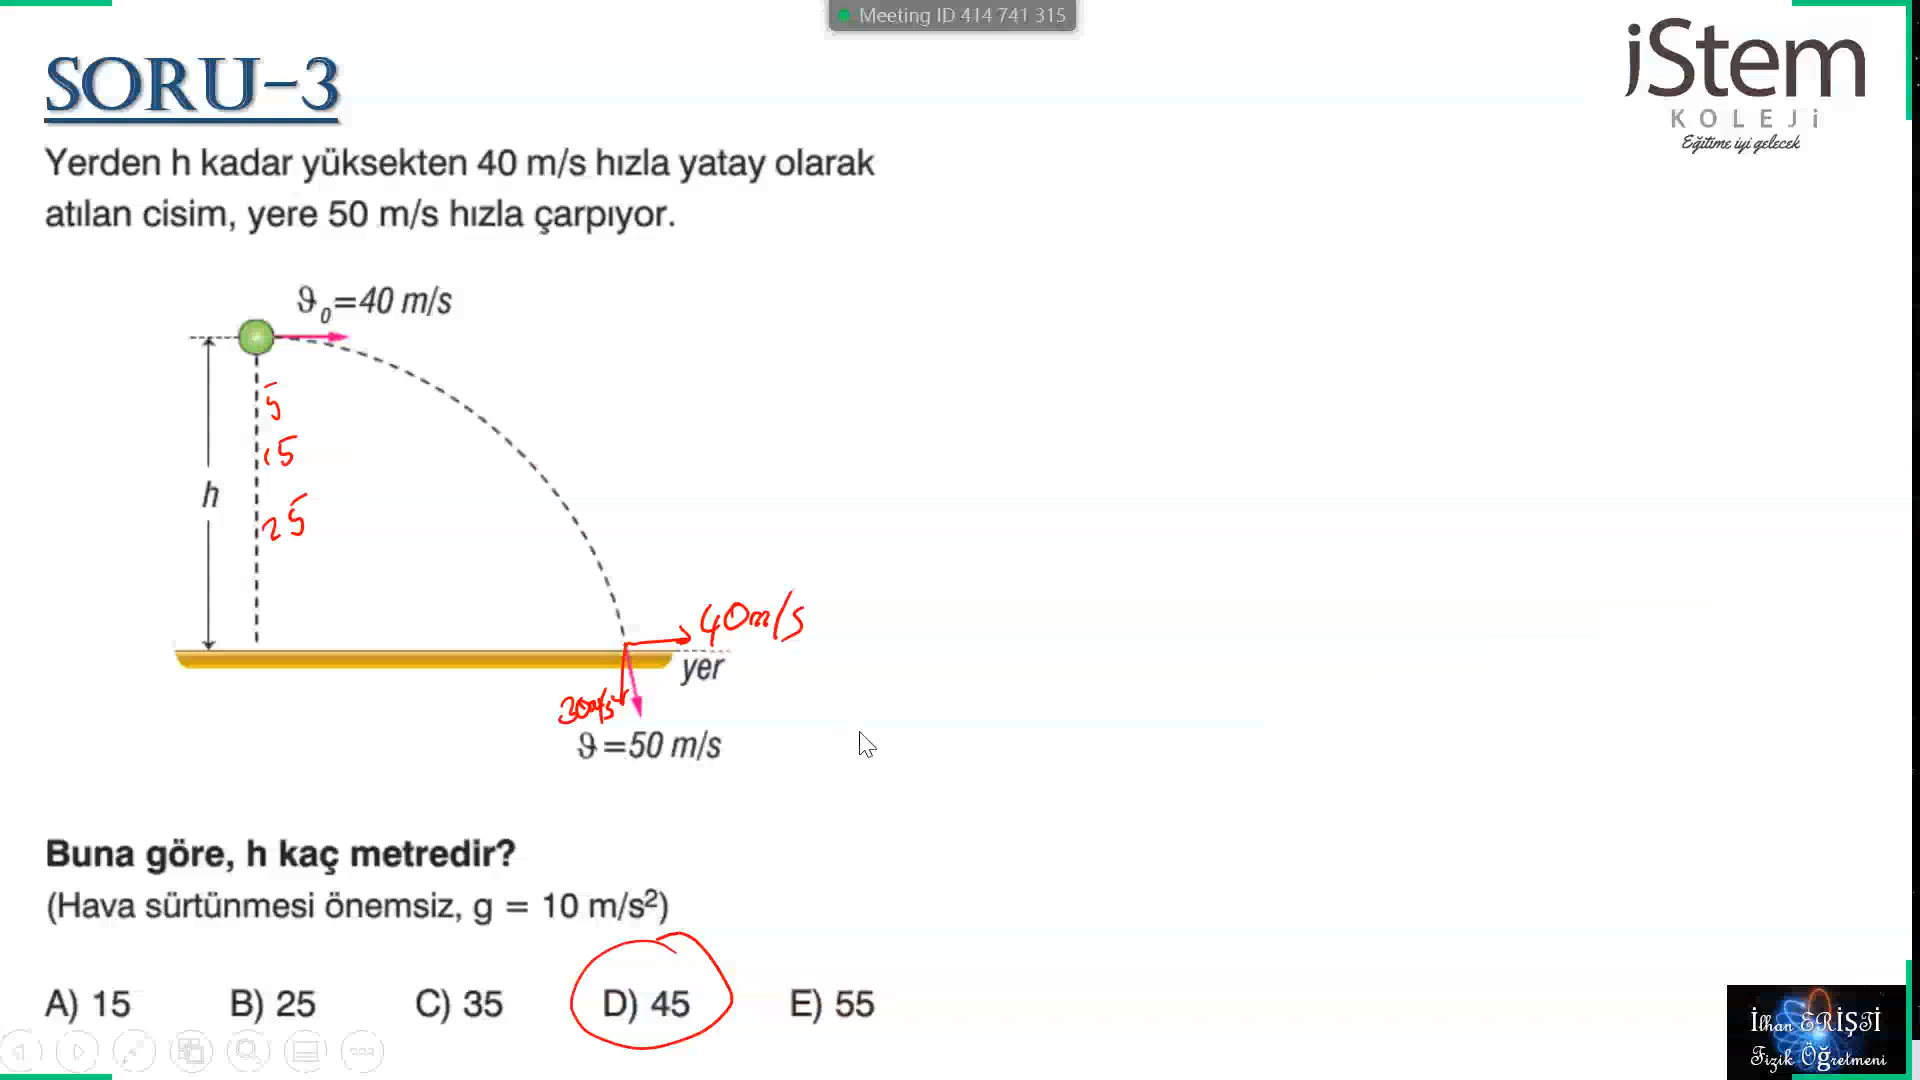 Meeting ID 414 741 315
SORU-3
iStem
KOLEJi
Eğitime iyi gelecek
Yerden h kadar yüksekten 40 m/s hızla yatay olarak
atılan cisim, yere 50 m/s hızla çarpıyor.
ϑ₀=40 m/s
5
15
h
25
40m/s
yer
30m/s
ϑ=50 m/s
Buna göre, h kaç metredir?
(Hava sürtünmesi önemsiz, g = 10 m/s²)
A) 15 B) 25 C) 35 D) 45 E) 55
İlhan ERİŞTİ
Fizik Öğretmeni